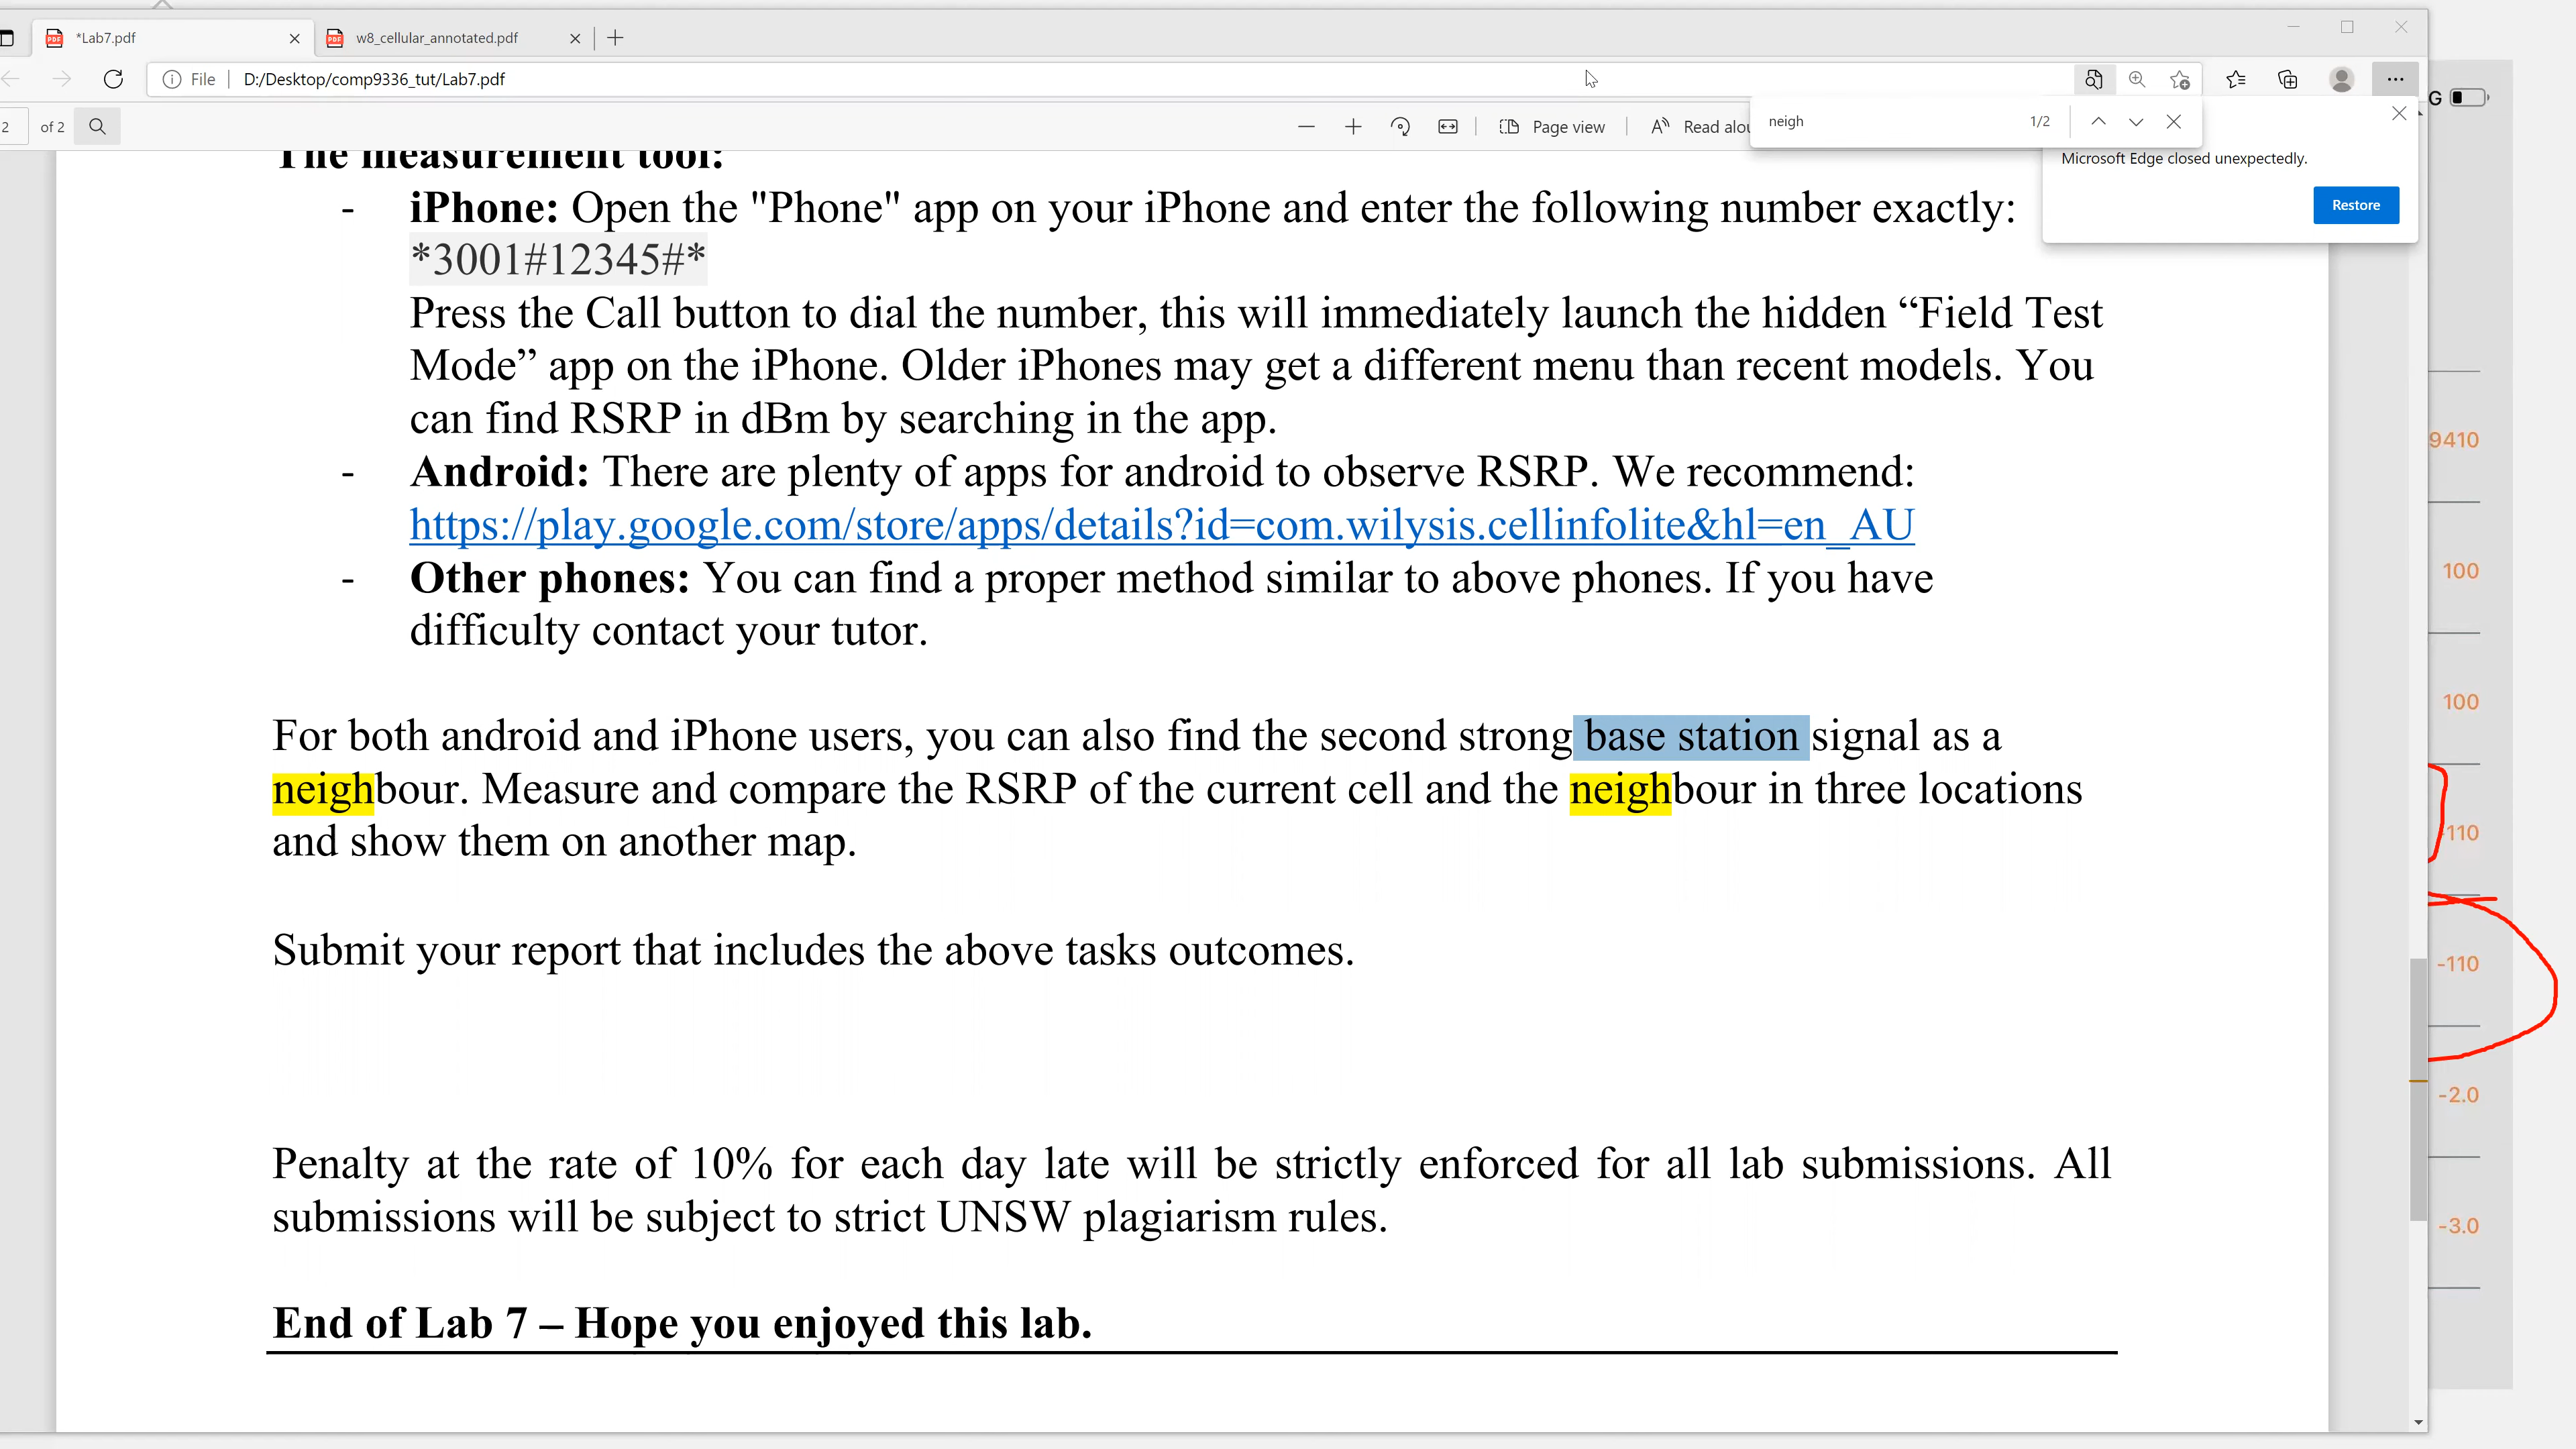 *Lab7.pdf
w8_cellular_annotated.pdf
File
D:/Desktop/comp9336_tut/Lab7.pdf
2
of 2
Page view
Read alou
neigh
1/2
Microsoft Edge closed unexpectedly.
Restore
G
The measurement tool:
- iPhone: Open the "Phone" app on your iPhone and enter the following number exactly:
*3001#12345#*
Press the Call button to dial the number, this will immediately launch the hidden “Field Test
Mode” app on the iPhone. Older iPhones may get a different menu than recent models. You
can find RSRP in dBm by searching in the app.
- Android: There are plenty of apps for android to observe RSRP. We recommend:
https://play.google.com/store/apps/details?id=com.wilysis.cellinfolite&hl=en_AU
- Other phones: You can find a proper method similar to above phones. If you have
difficulty contact your tutor.
For both android and iPhone users, you can also find the second strong base station signal as a
neighbour. Measure and compare the RSRP of the current cell and the neighbour in three locations
and show them on another map.
Submit your report that includes the above tasks outcomes.
Penalty at the rate of 10% for each day late will be strictly enforced for all lab submissions. All
submissions will be subject to strict UNSW plagiarism rules.
End of Lab 7 – Hope you enjoyed this lab.
9410
100
100
110
-110
-2.0
-3.0